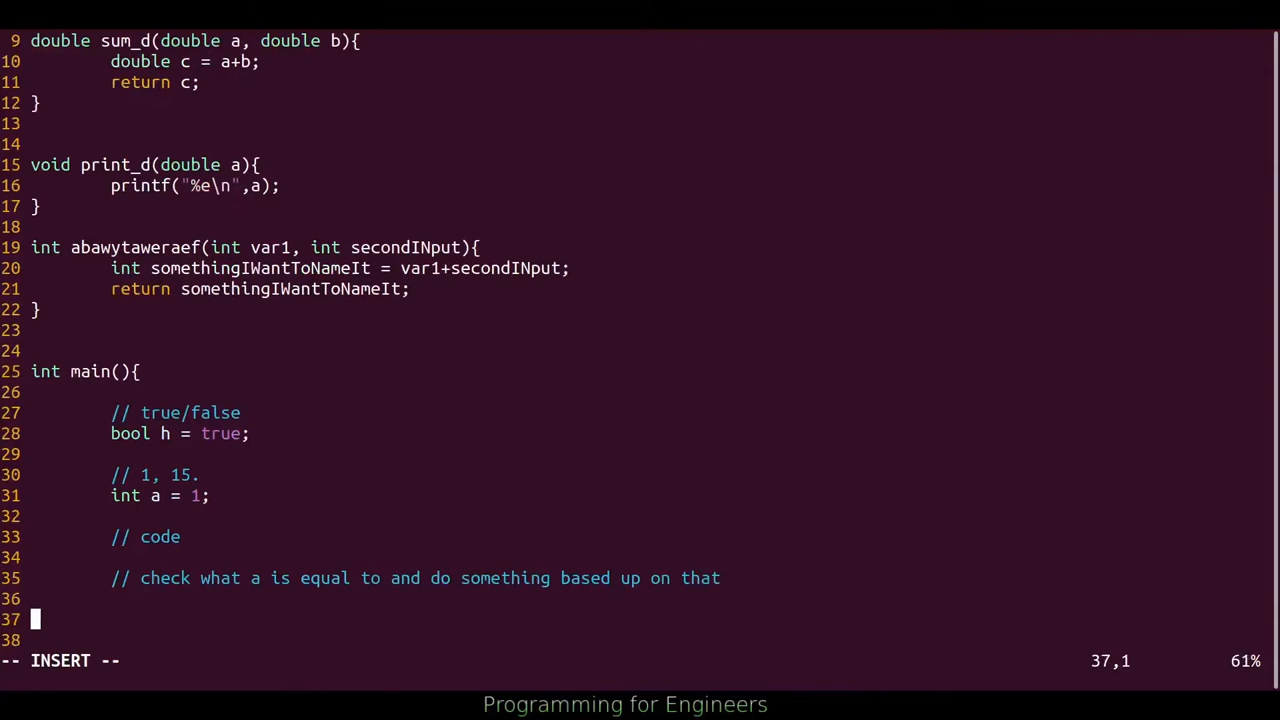 9 double sum_d(double a, double b){
10 double c = a+b;
11 return c;
12 }
13
14
15 void print_d(double a){
16 printf("%e\n",a);
17 }
18
19 int abawytaweraef(int var1, int secondINput){
20 int somethingIWantToNameIt = var1+secondINput;
21 return somethingIWantToNameIt;
22 }
23
24
25 int main(){
26
27 // true/false
28 bool h = true;
29
30 // 1, 15.
31 int a = 1;
32
33 // code
34
35 // check what a is equal to and do something based up on that
36
37
38
-- INSERT -- 37,1 61%
Programming for Engineers